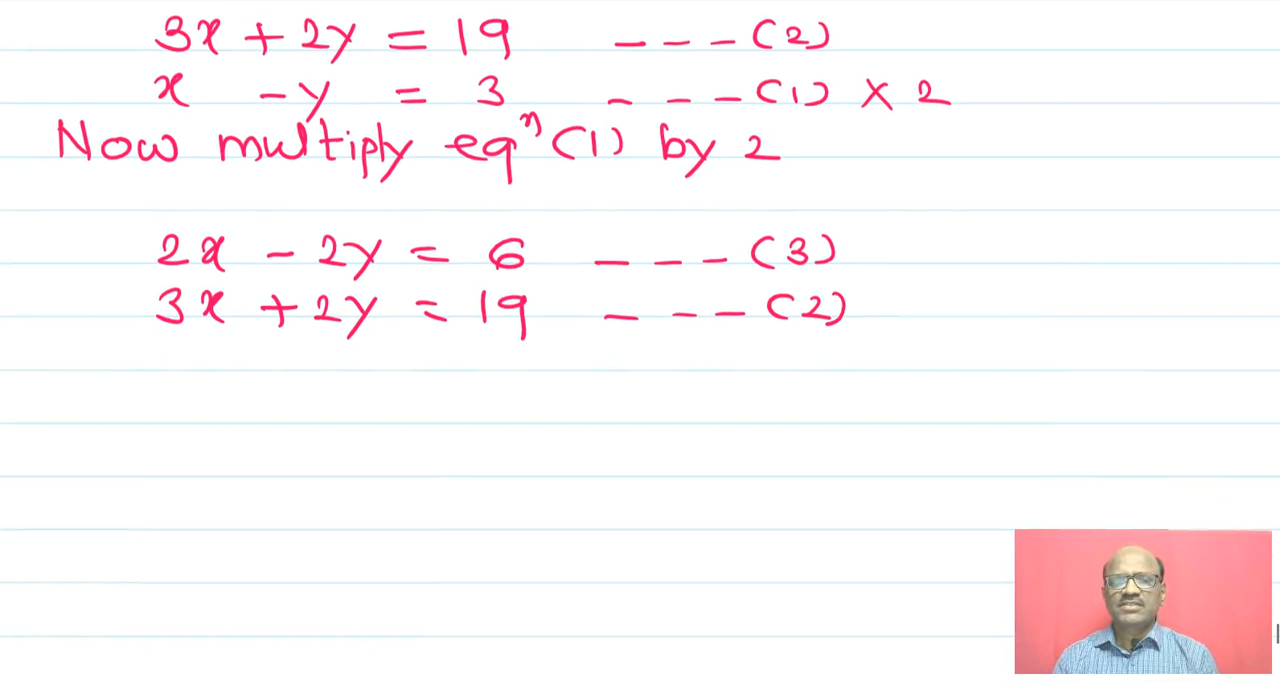 3x + 2y = 19 --- (2)
x - y = 3 --- (1) × 2
Now multiply eqⁿ (1) by 2
2x - 2y = 6 --- (3)
3x + 2y = 19 --- (2)